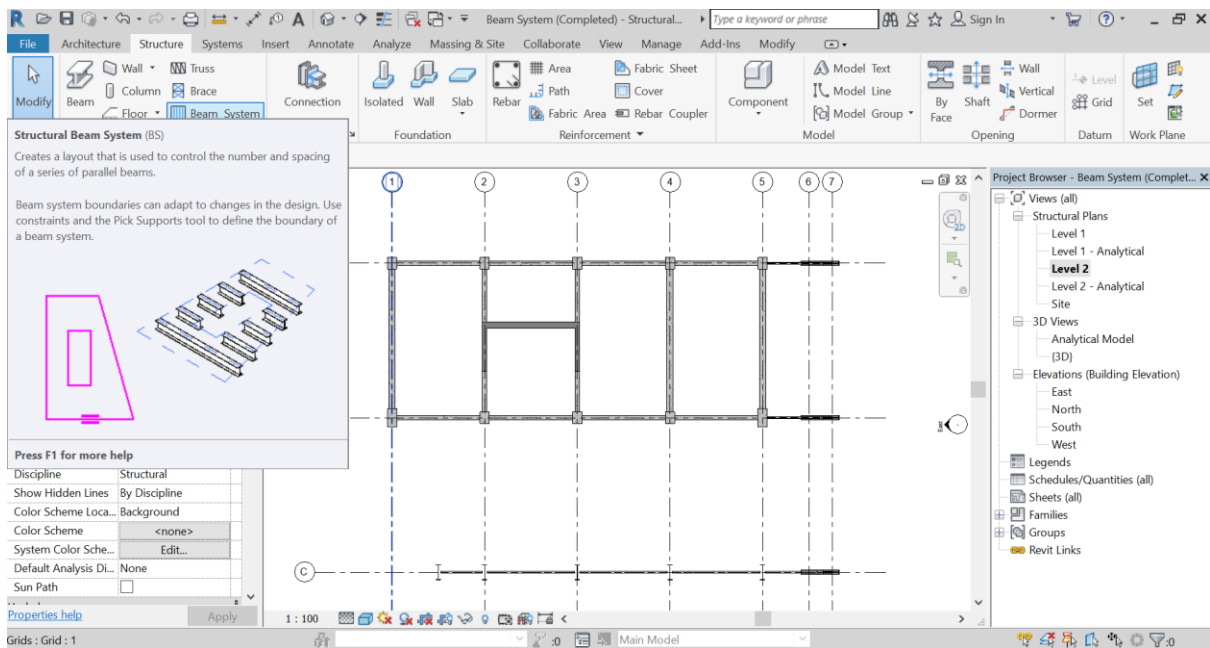 Beam System (Completed) - Structural...
Type a keyword or phrase
Sign In
File Architecture Structure Systems Insert Annotate Analyze Massing & Site Collaborate View Manage Add-Ins Modify
Modify
Beam
Wall
Column
Floor
Truss
Brace
Beam System
Connection
Isolated
Wall
Slab
Foundation
Rebar
Area
Path
Fabric Area
Fabric Sheet
Cover
Rebar Coupler
Reinforcement
Component
Model Text
Model Line
Model Group
Model
By Face
Shaft
Wall
Vertical
Dormer
Opening
Level
Grid
Datum
Set
Work Plane
Structural Beam System (BS)
Creates a layout that is used to control the number and spacing
of a series of parallel beams.
Beam system boundaries can adapt to changes in the design. Use
constraints and the Pick Supports tool to define the boundary of
a beam system.
Press F1 for more help
Discipline Structural
Show Hidden Lines By Discipline
Color Scheme Loca... Background
Color Scheme <none>
System Color Sche... Edit...
Default Analysis Di... None
Sun Path
Properties help Apply
1 2 3 4 5 6 7
2D
East
C
1 : 100
Project Browser - Beam System (Complet...
Views (all)
Structural Plans
Level 1
Level 1 - Analytical
Level 2
Level 2 - Analytical
Site
3D Views
Analytical Model
{3D}
Elevations (Building Elevation)
East
North
South
West
Legends
Schedules/Quantities (all)
Sheets (all)
Families
Groups
Revit Links
Grids : Grid : 1
:0
Main Model
:0